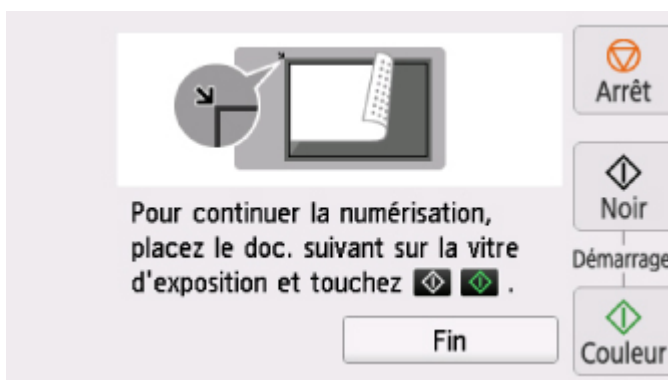 Pour continuer la numérisation,
placez le doc. suivant sur la vitre
d'exposition et touchez .
Fin
Arrêt
Noir
Démarrage
Couleur